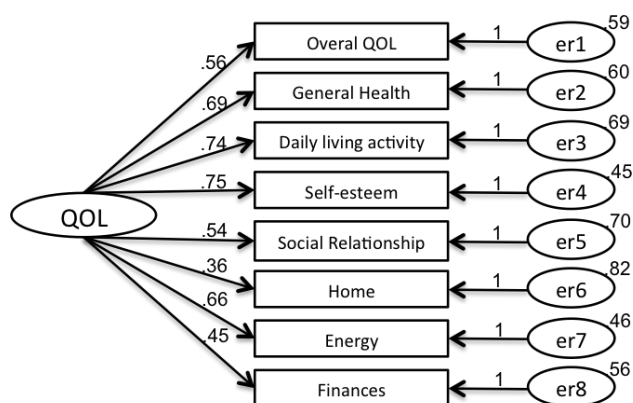 .56 Overal QOL 1 er1 .59
.69 General Health 1 er2 .60
.74 Daily living activity 1 er3 .69
.75 Self-esteem 1 er4 .45
QOL
.54 Social Relationship 1 er5 .70
.36 Home 1 er6 .82
.66 Energy 1 er7 .46
.45 Finances 1 er8 .56